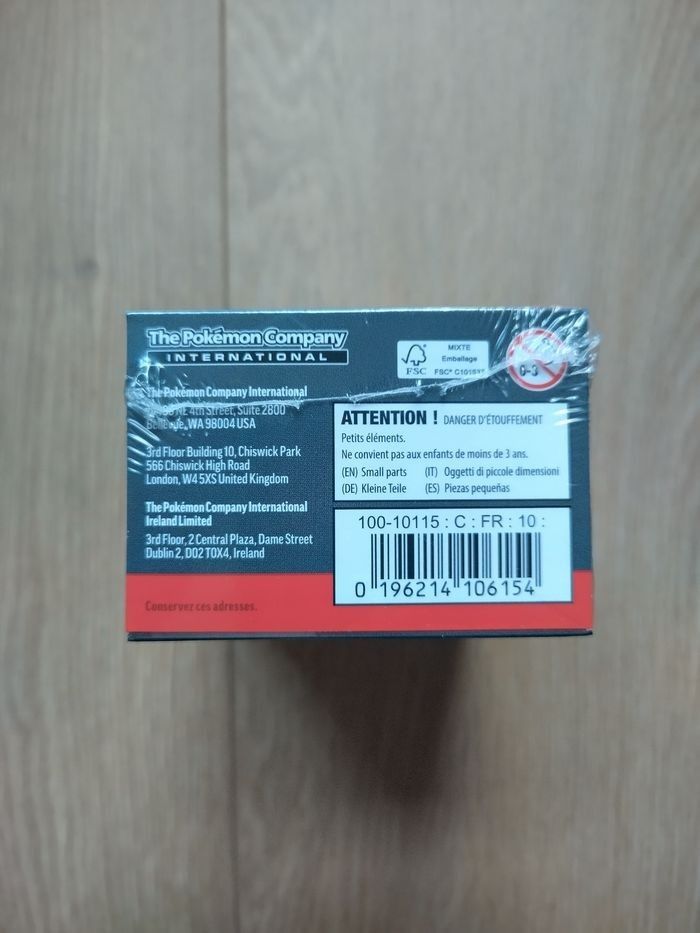 The Pokémon Company
INTERNATIONAL
MIXTE
Emballage
FSC
FSC®
0-3
The Pokémon Company International
NE 4th Street, Suite 2800
Bellevue, WA 98004 USA
3rd Floor Building 10, Chiswick Park
566 Chiswick High Road
London, W4 5XS United Kingdom
The Pokémon Company International
Ireland Limited
3rd Floor, 2 Central Plaza, Dame Street
Dublin 2, D02 T0X4, Ireland
Conservez ces adresses.
ATTENTION ! DANGER D'ÉTOUFFEMENT
Petits éléments.
Ne convient pas aux enfants de moins de 3 ans.
(EN) Small parts (IT) Oggetti di piccole dimensioni
(DE) Kleine Teile (ES) Piezas pequeñas
100-10115 : C : FR : 10 :
0 196214 106154